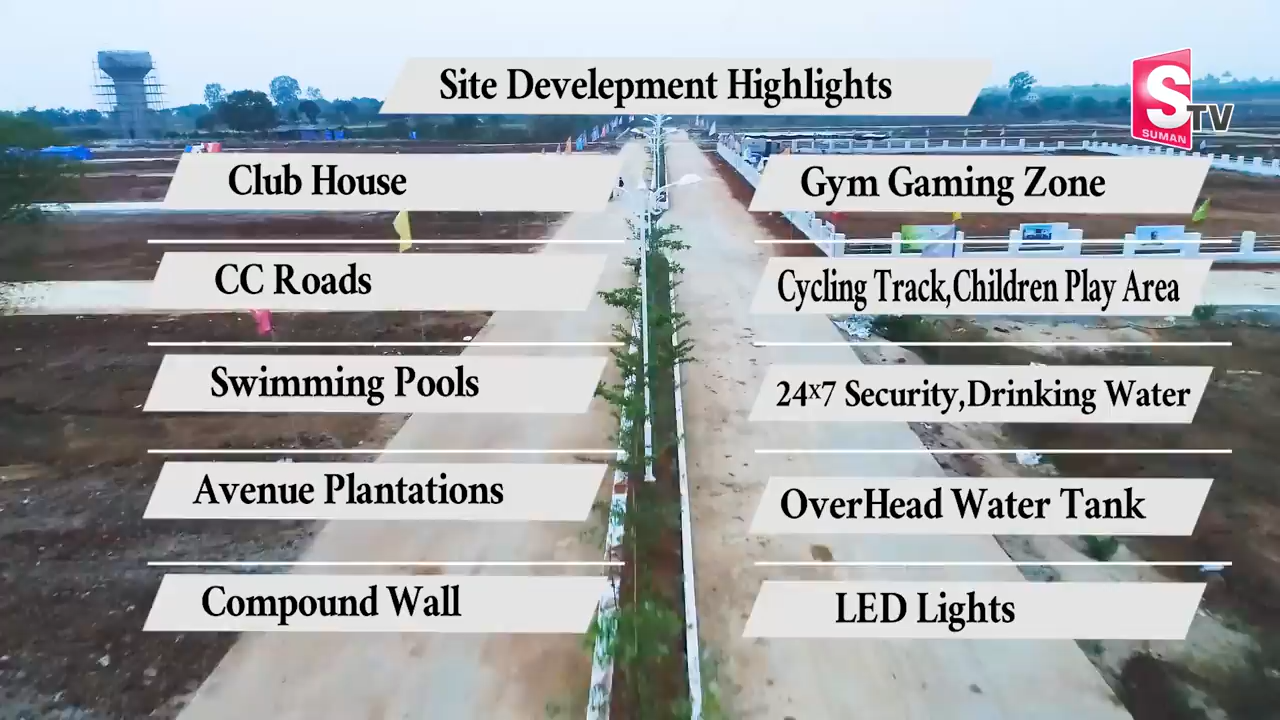 Site Develepment Highlights
S TV
SUMAN
Club House
Gym Gaming Zone
CC Roads
Cycling Track,Children Play Area
Swimming Pools
24x7 Security,Drinking Water
Avenue Plantations
OverHead Water Tank
Compound Wall
LED Lights